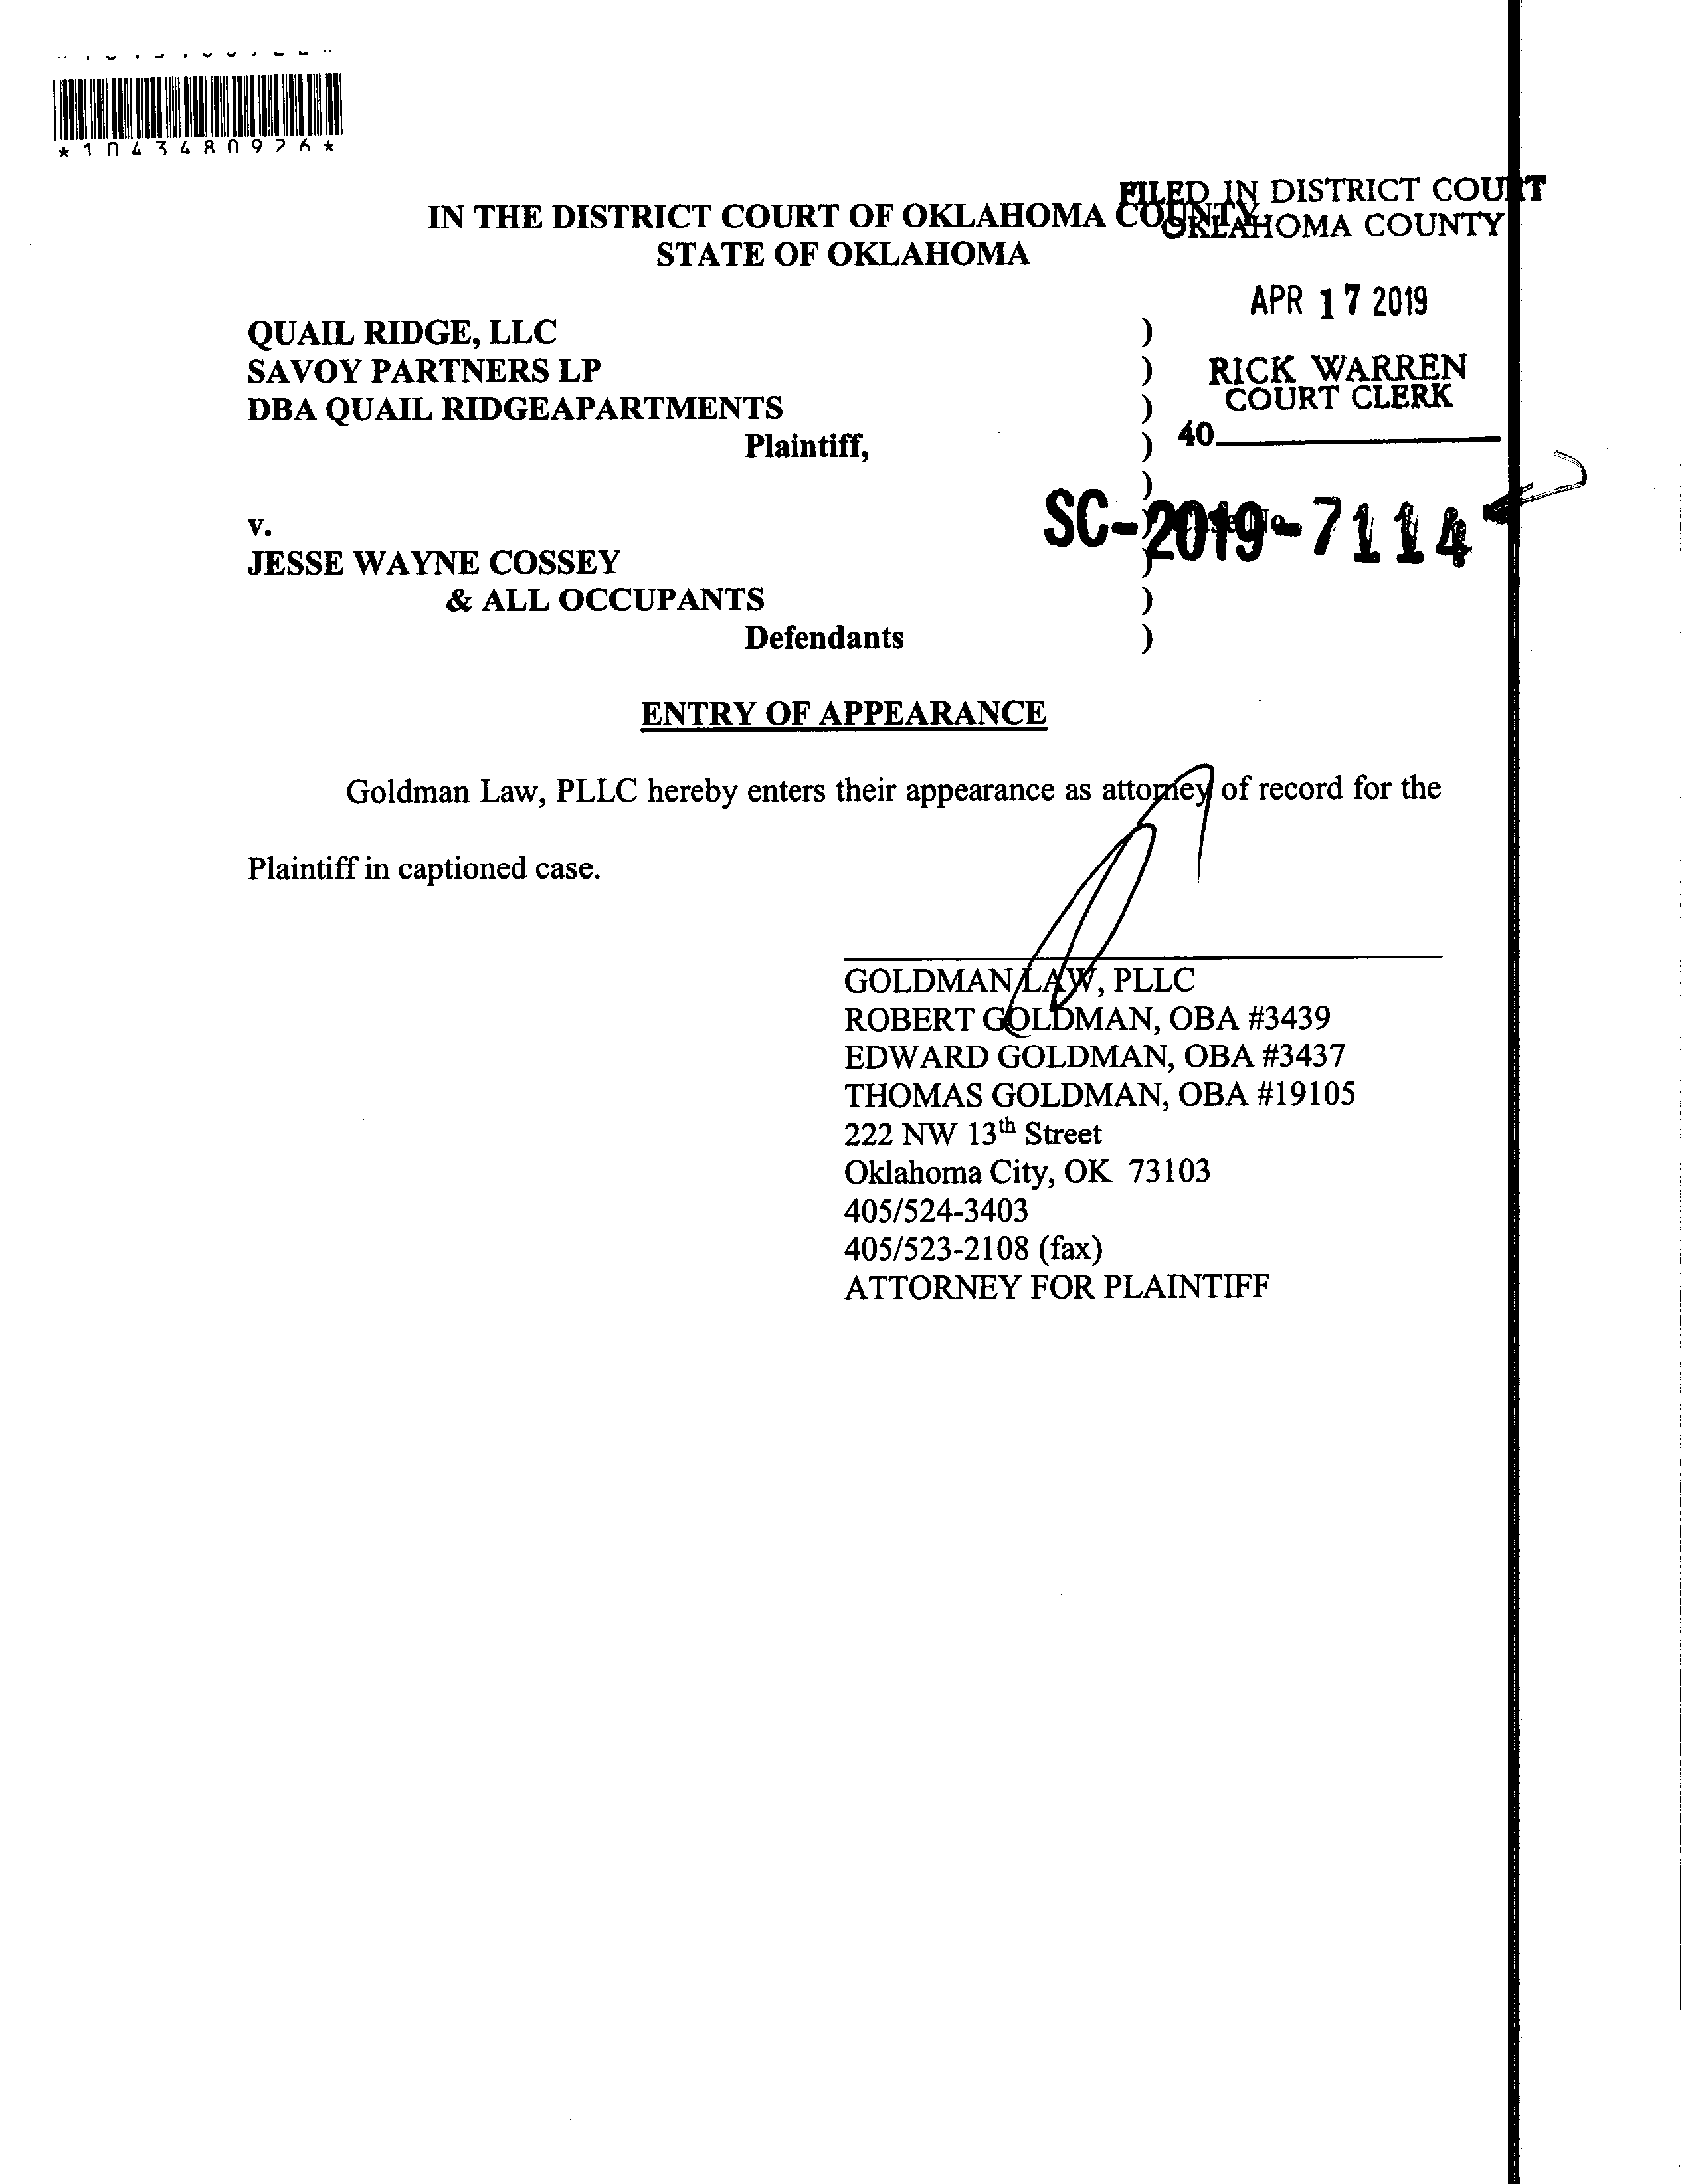 *1043480926*
FILED IN DISTRICT COURT
OKLAHOMA COUNTY
IN THE DISTRICT COURT OF OKLAHOMA COUNTY
STATE OF OKLAHOMA
APR 17 2019
QUAIL RIDGE, LLC )
SAVOY PARTNERS LP ) RICK WARREN
COURT CLERK
DBA QUAIL RIDGEAPARTMENTS )
Plaintiff, ) 40
)
v. SC-2019-7114
JESSE WAYNE COSSEY )
& ALL OCCUPANTS )
Defendants )
ENTRY OF APPEARANCE
Goldman Law, PLLC hereby enters their appearance as attorney of record for the
Plaintiff in captioned case.
GOLDMAN LAW, PLLC
ROBERT GOLDMAN, OBA #3439
EDWARD GOLDMAN, OBA #3437
THOMAS GOLDMAN, OBA #19105
222 NW 13th Street
Oklahoma City, OK 73103
405/524-3403
405/523-2108 (fax)
ATTORNEY FOR PLAINTIFF